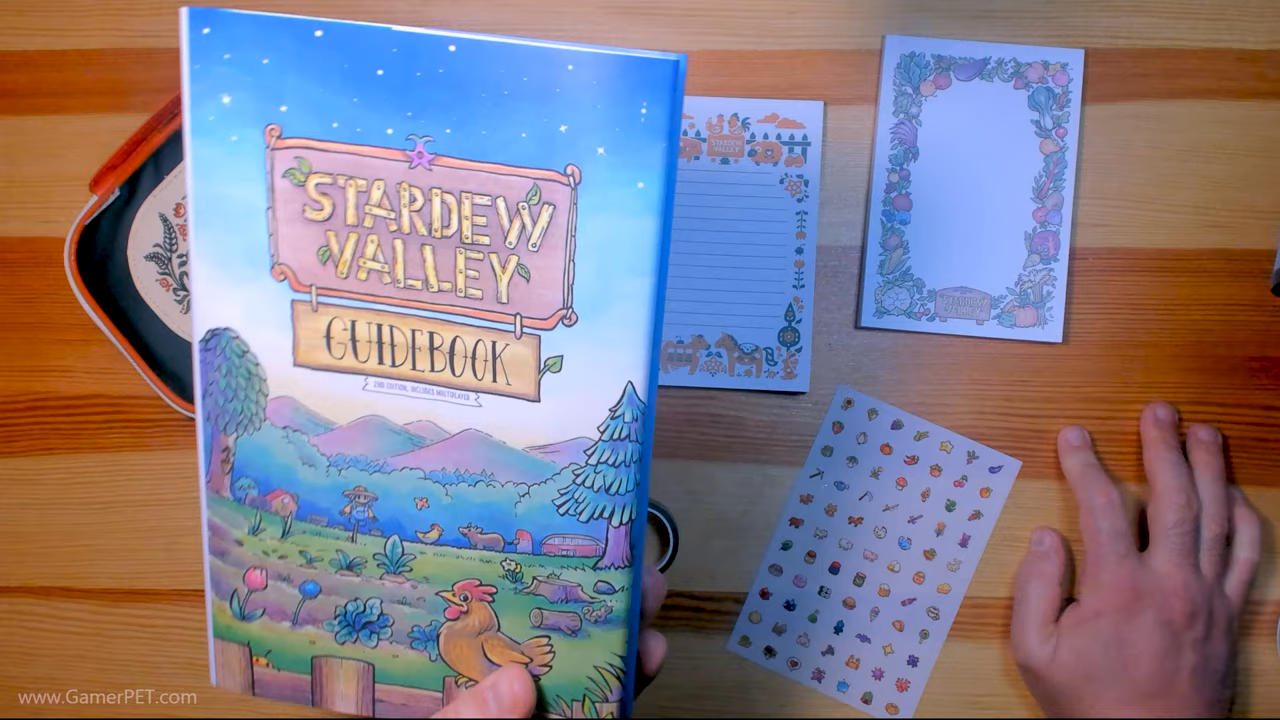 STARDEW
VALLEY
GUIDEBOOK
2ND EDITION, INCLUDES MULTIPLAYER
STARDEW
VALLEY
STARDEW
VALLEY
www.GamerPET.com